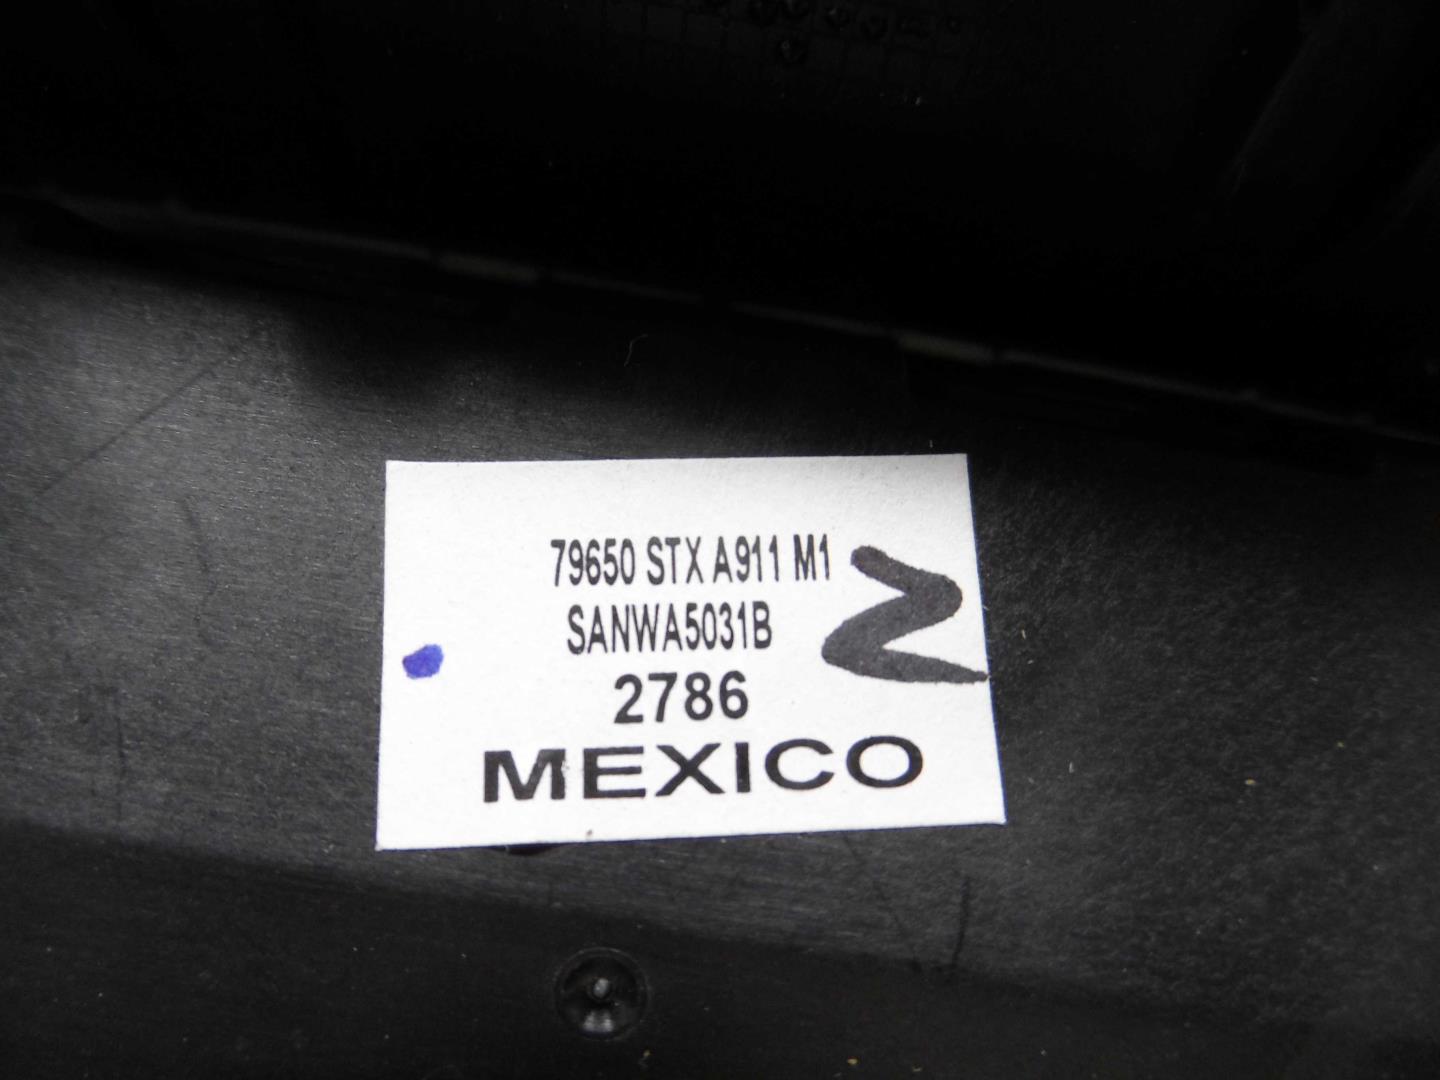 79650 STX A911 M1
SANWA5031B
2786
MEXICO